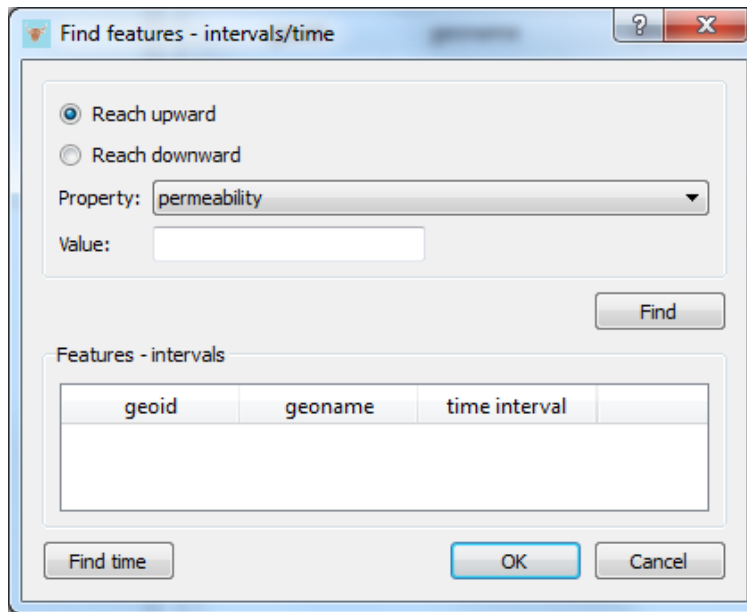 Find features - intervals/time
geoname
Reach upward
Reach downward
Property: permeability
Value:
Find
Features - intervals
geoid geoname time interval
Find time OK Cancel